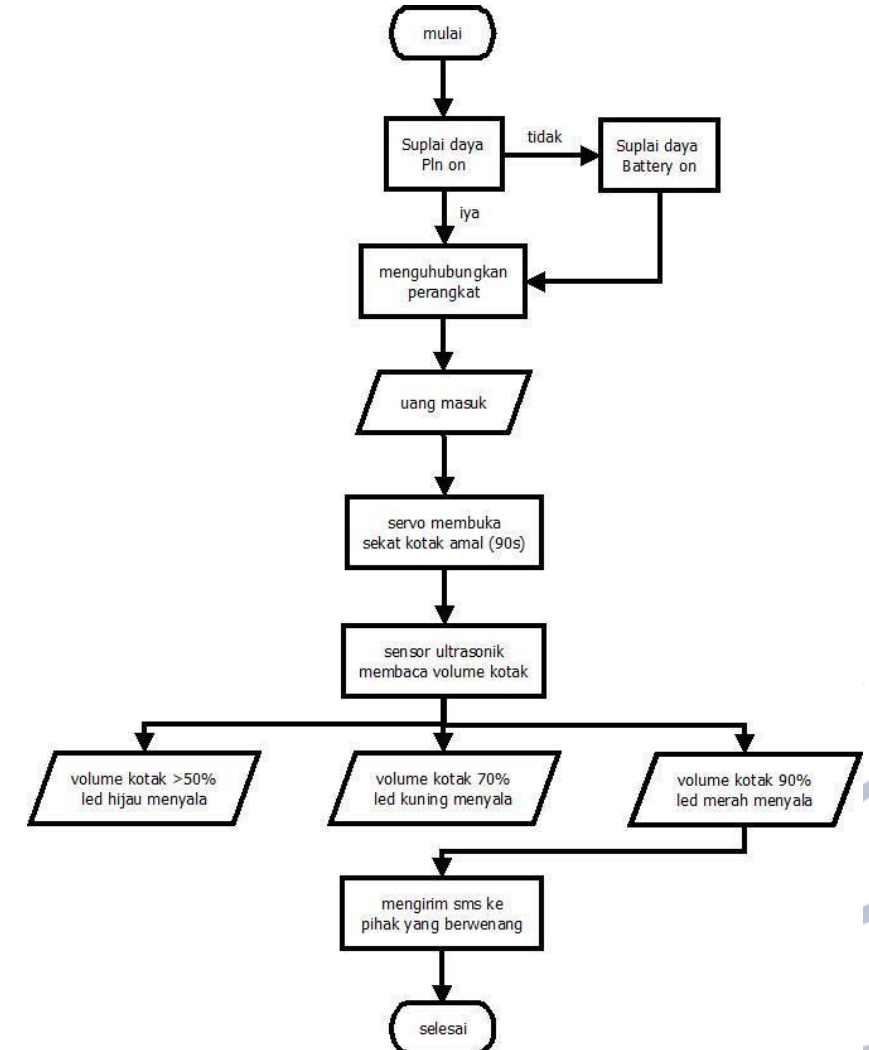 mulai
Suplai daya
Pln on
tidak
Suplai daya
Battery on
iya
menguhubungkan
perangkat
uang masuk
servo membuka
sekat kotak amal (90s)
sensor ultrasonik
membaca volume kotak
volume kotak >50%
led hijau menyala
volume kotak 70%
led kuning menyala
volume kotak 90%
led merah menyala
mengirim sms ke
pihak yang berwenang
selesai